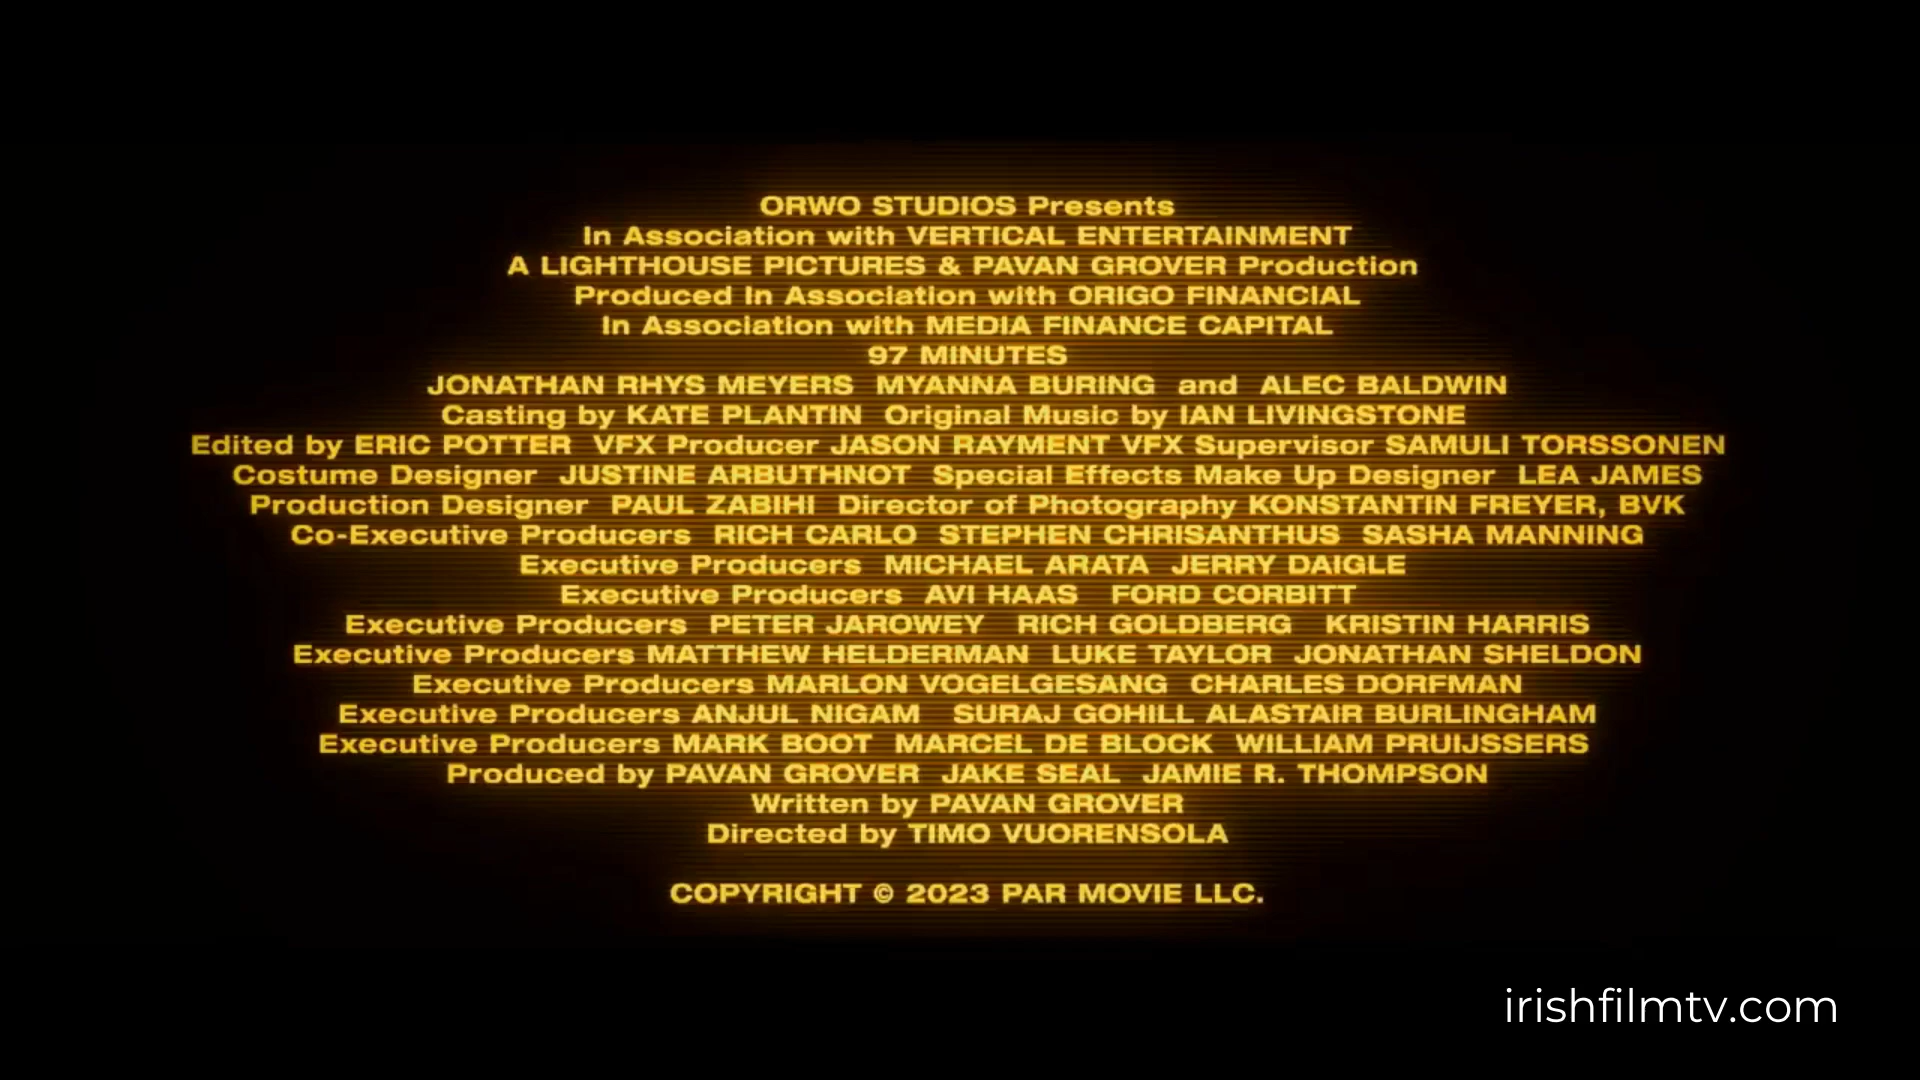 ORWO STUDIOS Presents
In Association with VERTICAL ENTERTAINMENT
A LIGHTHOUSE PICTURES & PAVAN GROVER Production
Produced In Association with ORIGO FINANCIAL
In Association with MEDIA FINANCE CAPITAL
97 MINUTES
JONATHAN RHYS MEYERS MYANNA BURING and ALEC BALDWIN
Casting by KATE PLANTIN Original Music by IAN LIVINGSTONE
Edited by ERIC POTTER VFX Producer JASON RAYMENT VFX Supervisor SAMULI TORSSONEN
Costume Designer JUSTINE ARBUTHNOT Special Effects Make Up Designer LEA JAMES
Production Designer PAUL ZABIHI Director of Photography KONSTANTIN FREYER, BVK
Co-Executive Producers RICH CARLO STEPHEN CHRISANTHUS SASHA MANNING
Executive Producers MICHAEL ARATA JERRY DAIGLE
Executive Producers AVI HAAS FORD CORBITT
Executive Producers PETER JAROWEY RICH GOLDBERG KRISTIN HARRIS
Executive Producers MATTHEW HELDERMAN LUKE TAYLOR JONATHAN SHELDON
Executive Producers MARLON VOGELGESANG CHARLES DORFMAN
Executive Producers ANJUL NIGAM SURAJ GOHILL ALASTAIR BURLINGHAM
Executive Producers MARK BOOT MARCEL DE BLOCK WILLIAM PRUIJSSERS
Produced by PAVAN GROVER JAKE SEAL JAMIE R. THOMPSON
Written by PAVAN GROVER
Directed by TIMO VUORENSOLA
COPYRIGHT © 2023 PAR MOVIE LLC.
irishfilmtv.com